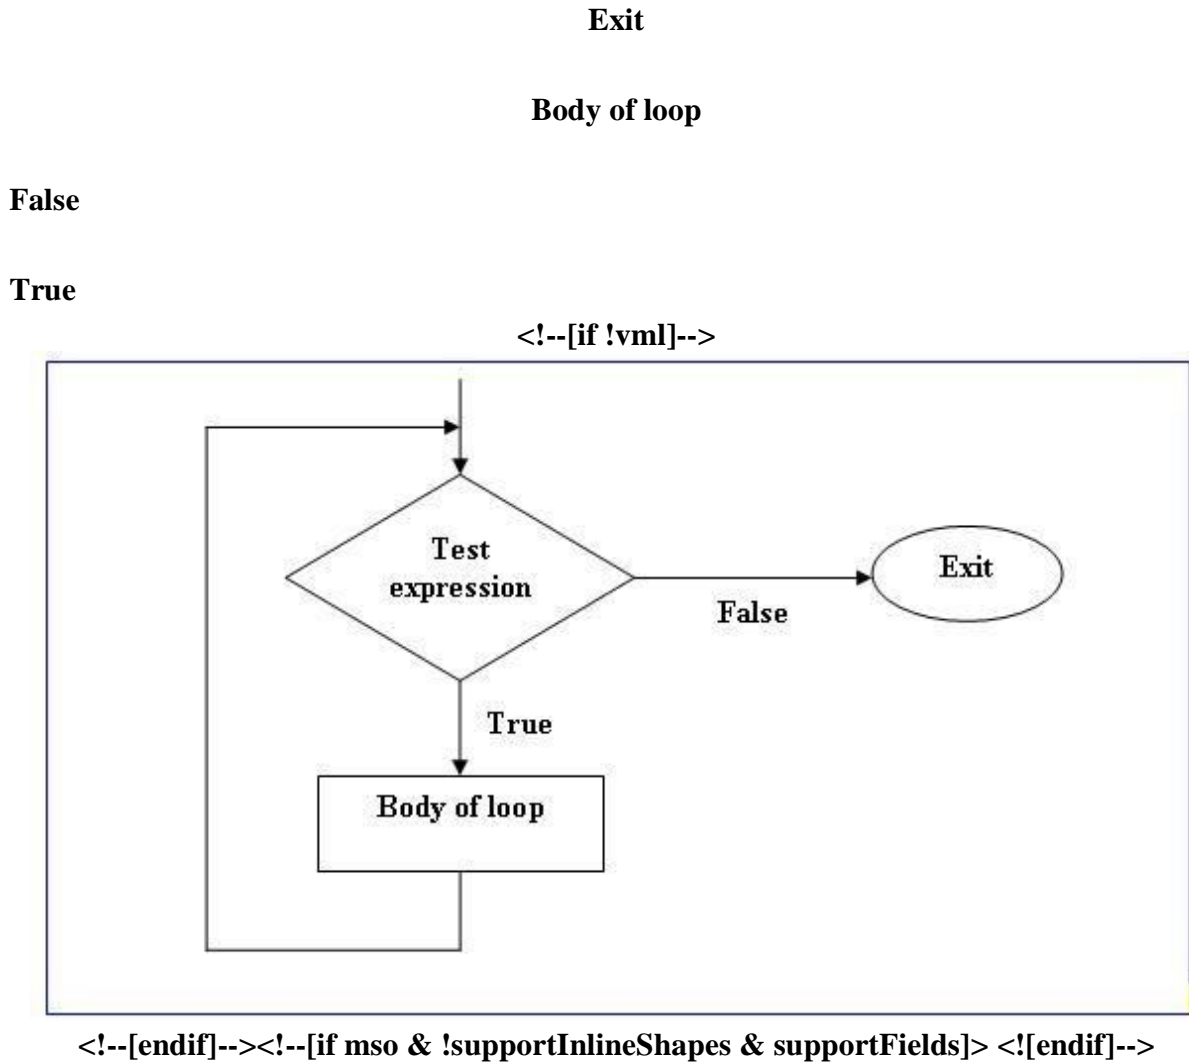 Exit
Body of loop
False
True
<!--[if !vml]-->
Test
expression
Exit
False
True
Body of loop
<!--[endif]--><!--[if mso & !supportInlineShapes & supportFields]> <![endif]-->